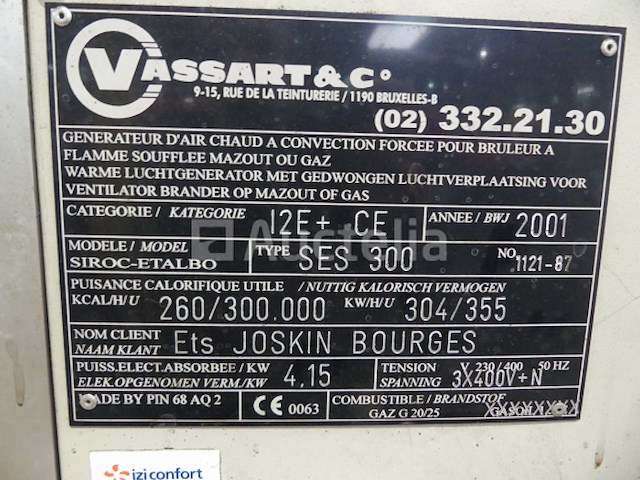 VASSART & C°
9-15, RUE DE LA TEINTURERIE / 1190 BRUXELLES-B
(02) 332.21.30
GENERATEUR D'AIR CHAUD A CONVECTION FORCEE POUR BRULEUR A
FLAMME SOUFFLEE MAZOUT OU GAZ
WARME LUCHTGENERATOR MET GEDWONGEN LUCHTVERPLAATSING VOOR
VENTILATOR BRANDER OP MAZOUT OF GAS
CATEGORIE / KATEGORIE I2E+ CE ANNEE / BWJ 2001
Auctelia
MODELE / MODEL SIROC-ETALBO TYPE SES 300 NO 1121-87
PUISANCE CALORIFIQUE UTILE / NUTTIG KALORISCH VERMOGEN
KCAL/H/U 260/300.000 KW/H/U 304/355
NOM CLIENT
NAAM KLANT Ets JOSKIN BOURGES
PUISS.ELECT.ABSORBEE / KW TENSION 230/400 50 HZ
ELEK.OPGENOMEN VERM./KW 4,15 SPANNING 3X400V+N
MADE BY PIN 68 AQ 2 CE 0063 COMBUSTIBLE / BRANDSTOF
GAZ G 20/25
izi confort